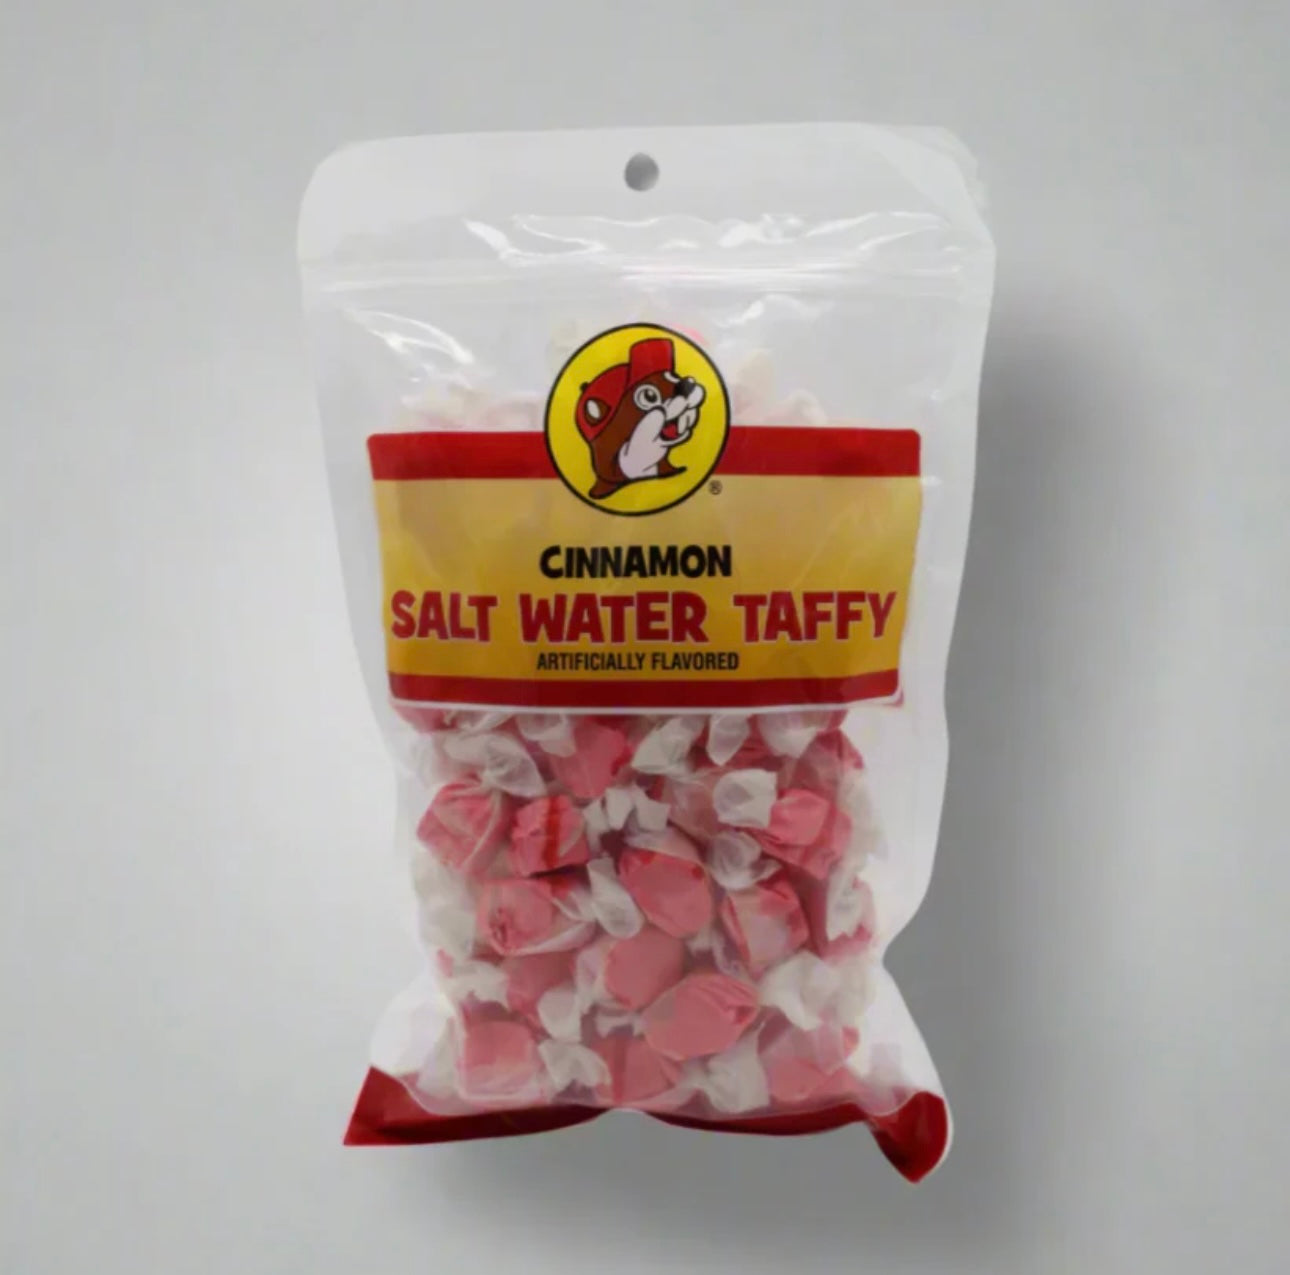 ®
CINNAMON
SALT WATER TAFFY
ARTIFICIALLY FLAVORED